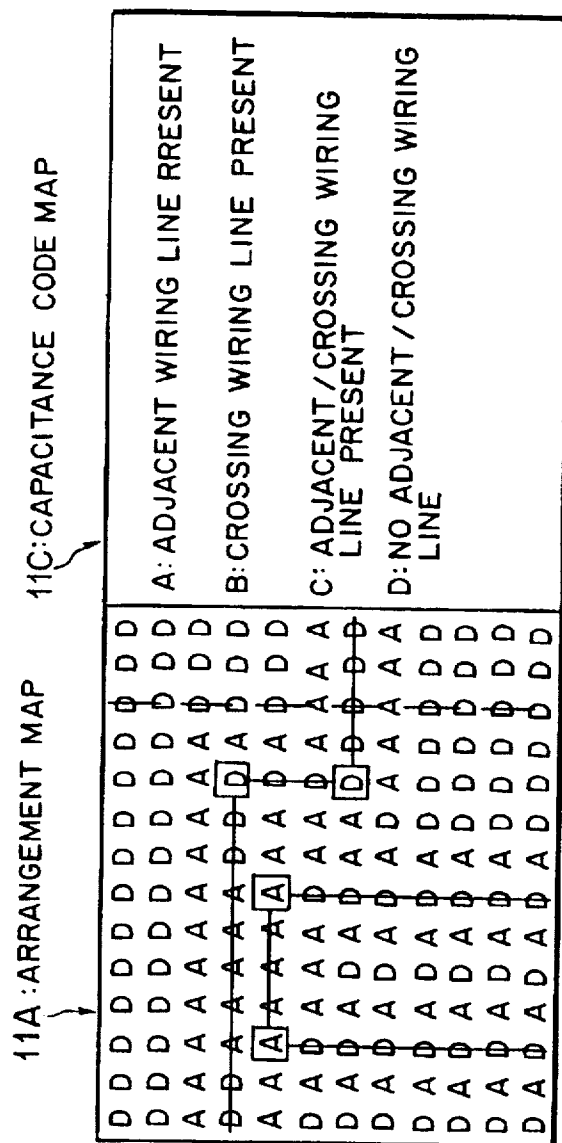 11A:ARRANGEMENT MAP
11C:CAPACITANCE CODE MAP
D D D D D D D D D D D D D D
D D D D D D D D D D D D D D
A A A A A A A A A A A D D D
D D A A A A A D D D A D D D
A A A A A A A A A D A D D D
D A D A A A D A A D A A A A
D A D A D A D A A D D D D D
D A D A D A D A D A A A A A
D A D A D A D A D D D D D D
D A D A D A D A D D D D D D
D A D A D A D A D D D D D D
D A D A D A D A D D D D D D
A:ADJACENT WIRING LINE RRESENT
B:CROSSING WIRING LINE PRESENT
C:ADJACENT/CROSSING WIRING
LINE PRESENT
D:NO ADJACENT/CROSSING WIRING
LINE